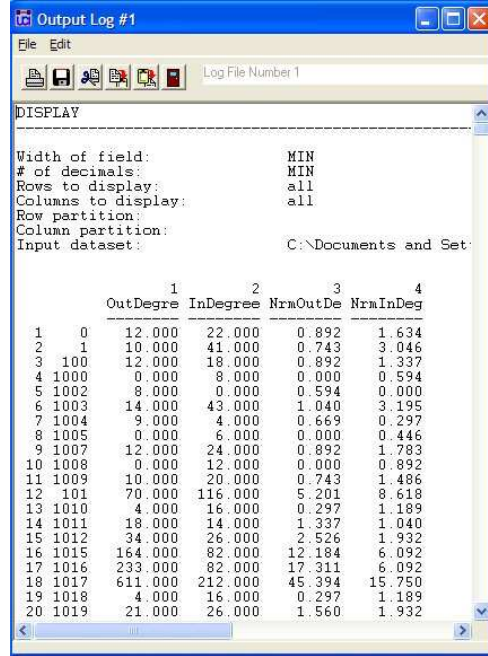 Output Log #1
File Edit
Log File Number 1
DISPLAY
--------------------------------------------------------------------
Width of field: MIN
# of decimals: MIN
Rows to display: all
Columns to display: all
Row partition:
Column partition:
Input dataset: C:\Documents and Set
1 2 3 4
OutDegre InDegree NrmOutDe NrmInDeg
-------- -------- -------- --------
1 0 12.000 22.000 0.892 1.634
2 1 10.000 41.000 0.743 3.046
3 100 12.000 18.000 0.892 1.337
4 1000 0.000 8.000 0.000 0.594
5 1002 8.000 0.000 0.594 0.000
6 1003 14.000 43.000 1.040 3.195
7 1004 9.000 4.000 0.669 0.297
8 1005 0.000 6.000 0.000 0.446
9 1007 12.000 24.000 0.892 1.783
10 1008 0.000 12.000 0.000 0.892
11 1009 10.000 20.000 0.743 1.486
12 101 70.000 116.000 5.201 8.618
13 1010 4.000 16.000 0.297 1.189
14 1011 18.000 14.000 1.337 1.040
15 1012 34.000 26.000 2.526 1.932
16 1015 164.000 82.000 12.184 6.092
17 1016 233.000 82.000 17.311 6.092
18 1017 611.000 212.000 45.394 15.750
19 1018 4.000 16.000 0.297 1.189
20 1019 21.000 26.000 1.560 1.932